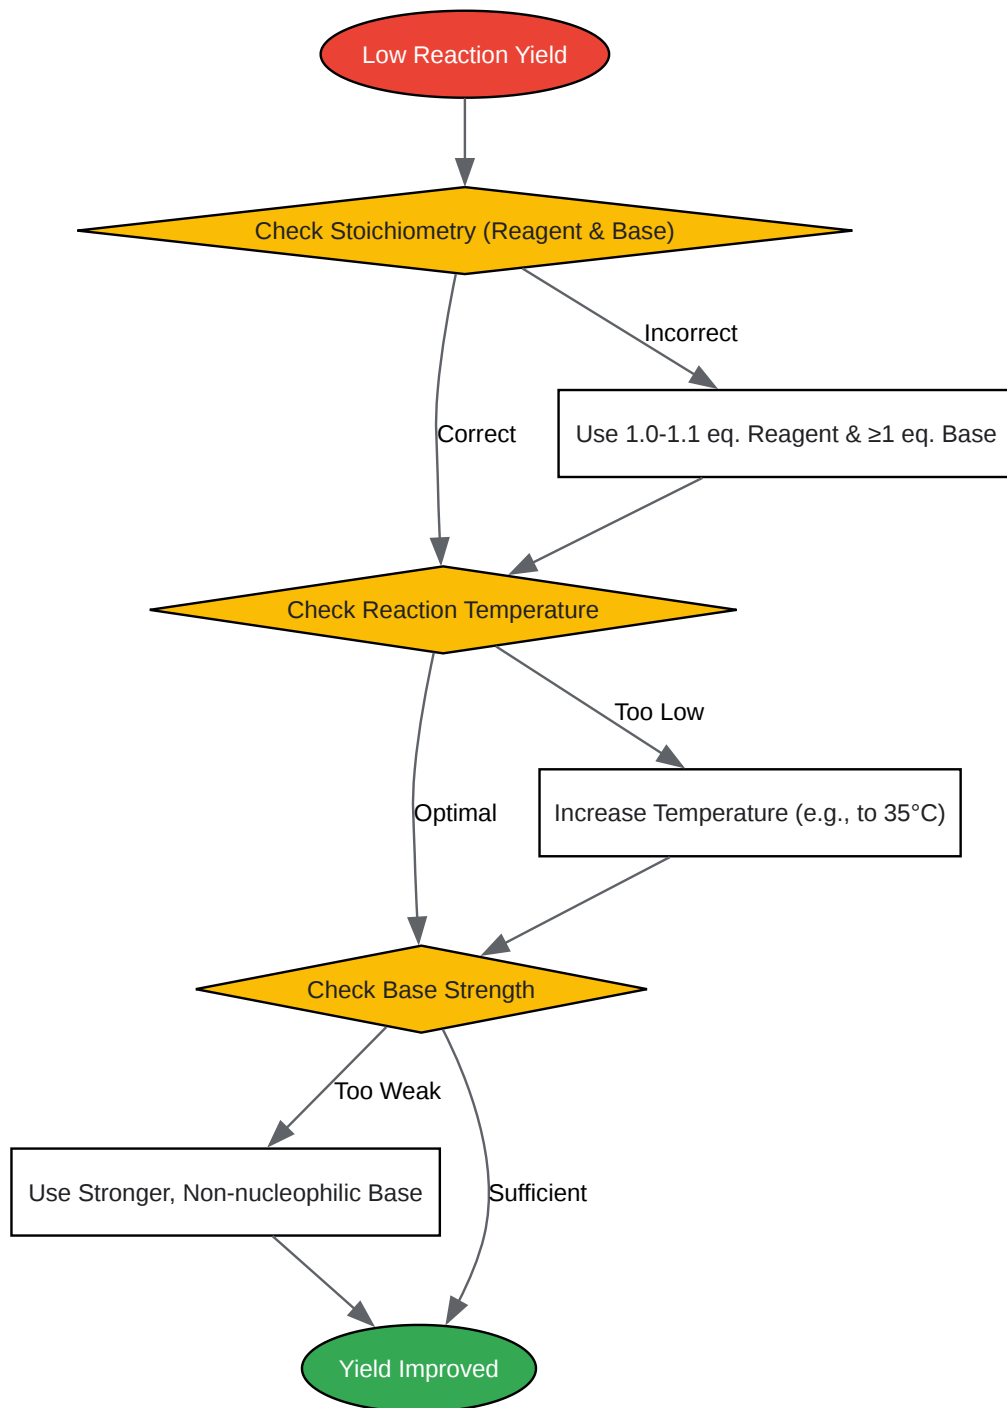 Low Reaction Yield
Check Stoichiometry (Reagent & Base)
Incorrect
Correct
Use 1.0-1.1 eq. Reagent & ≥1 eq. Base
Check Reaction Temperature
Too Low
Optimal
Increase Temperature (e.g., to 35°C)
Check Base Strength
Too Weak
Use Stronger, Non-nucleophilic Base
Sufficient
Yield Improved